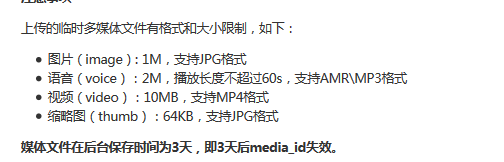 上传的临时多媒体文件有格式和大小限制，如下：
图片（image）: 1M，支持JPG格式
语音（voice）：2M，播放长度不超过60s，支持AMR\MP3格式
视频（video）：10MB，支持MP4格式
缩略图（thumb）：64KB，支持JPG格式
媒体文件在后台保存时间为3天，即3天后media_id失效。